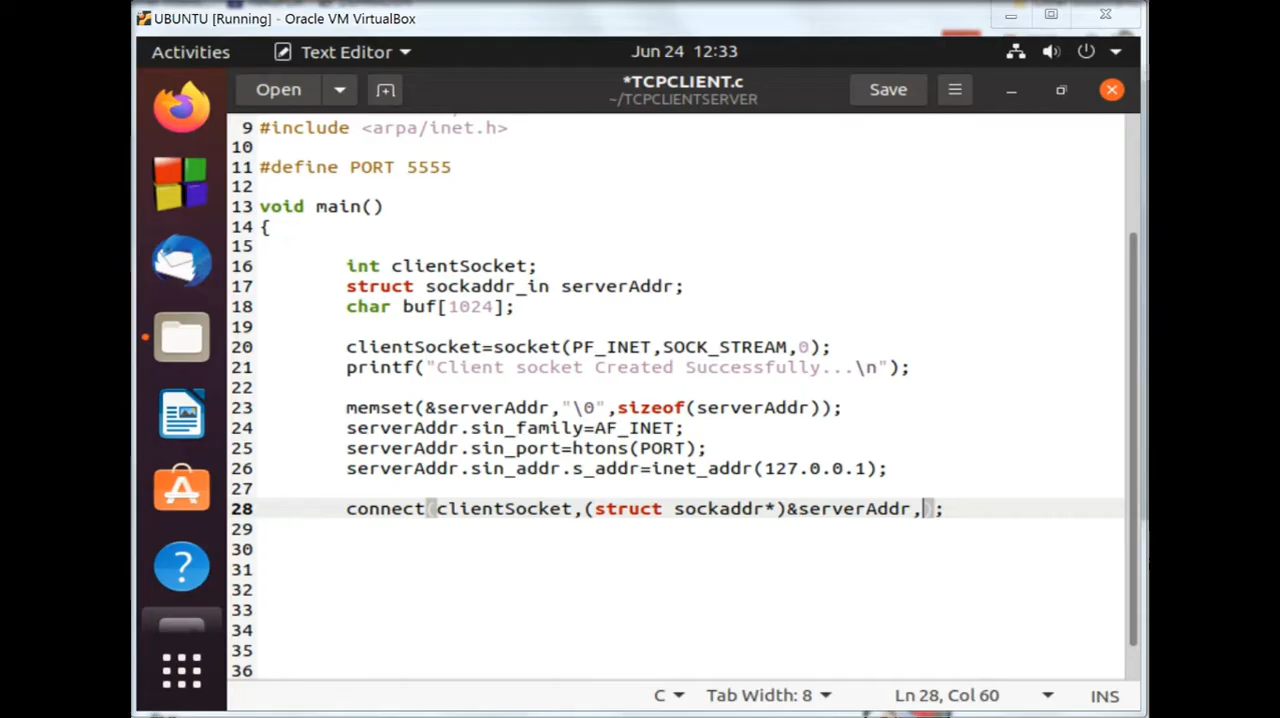 UBUNTU [Running] - Oracle VM VirtualBox
Activities Text Editor Jun 24 12:33
Open *TCPCLIENT.c Save
~/TCPCLIENTSERVER
9 #include <arpa/inet.h>
10
11 #define PORT 5555
12
13 void main()
14 {
15
16 int clientSocket;
17 struct sockaddr_in serverAddr;
18 char buf[1024];
19
20 clientSocket=socket(PF_INET,SOCK_STREAM,0);
21 printf("Client socket Created Successfully...\n");
22
23 memset(&serverAddr,"\0",sizeof(serverAddr));
24 serverAddr.sin_family=AF_INET;
25 serverAddr.sin_port=htons(PORT);
26 serverAddr.sin_addr.s_addr=inet_addr(127.0.0.1);
27
28 connect(clientSocket,(struct sockaddr*)&serverAddr,);
29
30
31
32
33
34
35
36
C Tab Width: 8 Ln 28, Col 60 INS